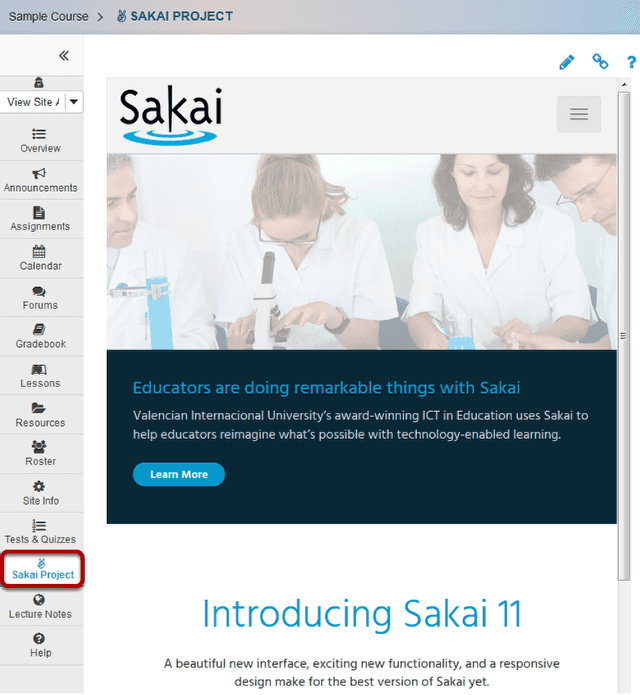 Sample Course
SAKAI PROJECT
View Site A
Overview
Announcements
Assignments
Calendar
Forums
Gradebook
Lessons
Resources
Roster
Site Info
Tests & Quizzes
Sakai Project
Lecture Notes
Help
?
Sakai
Educators are doing remarkable things with Sakai
Valencian Internacional University's award-winning ICT in Education uses Sakai to
help educators reimagine what's possible with technology-enabled learning.
Learn More
Introducing Sakai 11
A beautiful new interface, exciting new functionality, and a responsive
design make for the best version of Sakai yet.